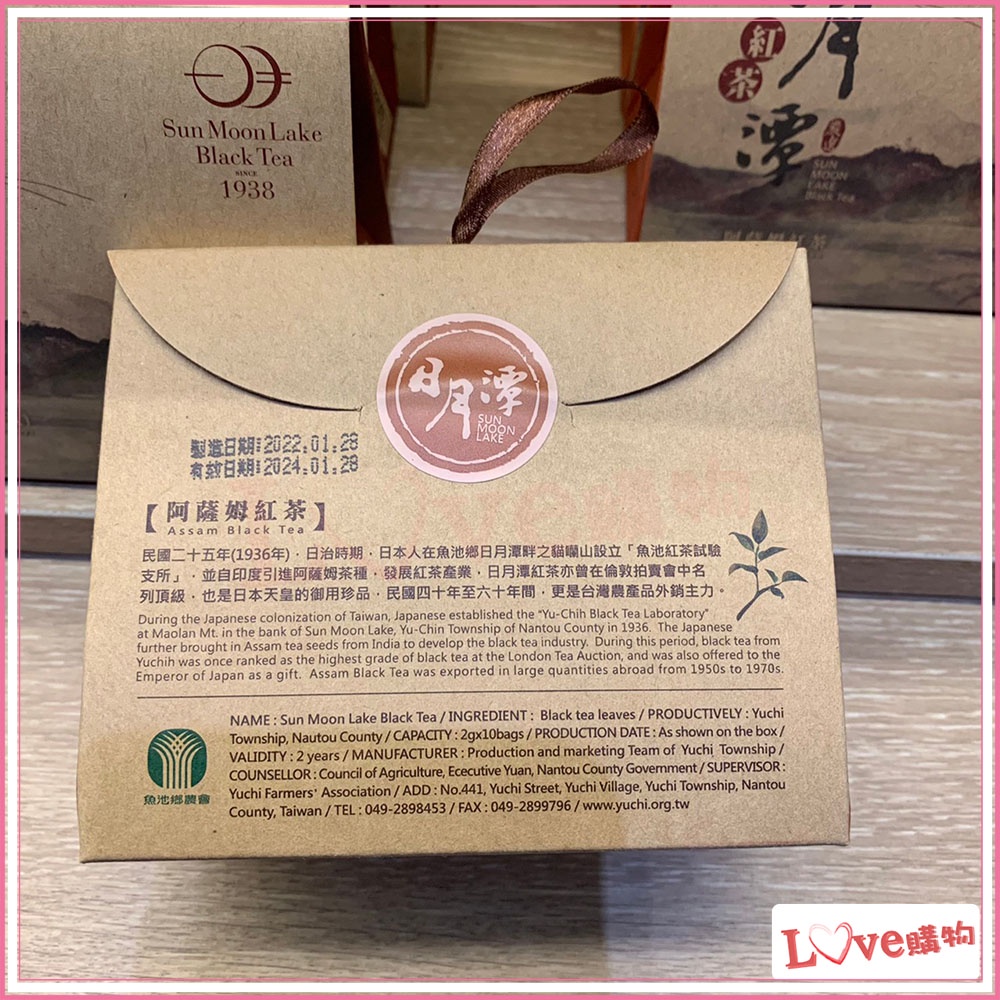 Sun Moon Lake
Black Tea
SINCE
1938
紅茶
月潭
SUN
MOON
LAKE
Black Tea
阿薩姆紅茶
日月潭
SUN
MOON
LAKE
製造日期:2022.01.28
有效日期:2024.01.28
【阿薩姆紅茶】
Assam Black Tea
民國二十五年(1936年)，日治時期，日本人在魚池鄉日月潭畔之貓囒山設立「魚池紅茶試驗
支所」，並自印度引進阿薩姆茶種，發展紅茶產業，日月潭紅茶亦曾在倫敦拍賣會中名
列頂級，也是日本天皇的御用珍品，民國四十年至六十年間，更是台灣農產品外銷主力。
During the Japanese colonization of Taiwan, Japanese established the "Yu-Chih Black Tea Laboratory"
at Maolan Mt. in the bank of Sun Moon Lake, Yu-Chin Township of Nantou County in 1936. The Japanese
further brought in Assam tea seeds from India to develop the black tea industry. During this period, black tea from
Yuchih was once ranked as the highest grade of black tea at the London Tea Auction, and was also offered to the
Emperor of Japan as a gift. Assam Black Tea was exported in large quantities abroad from 1950s to 1970s.
NAME : Sun Moon Lake Black Tea / INGREDIENT : Black tea leaves / PRODUCTIVELY : Yuchi
Township, Nautou County / CAPACITY : 2gx10bags / PRODUCTION DATE : As shown on the box /
VALIDITY : 2 years / MANUFACTURER : Production and marketing Team of Yuchi Township /
COUNSELLOR : Council of Agriculture, Ececutive Yuan, Nantou County Government / SUPERVISOR :
Yuchi Farmers' Association / ADD : No.441, Yuchi Street, Yuchi Village, Yuchi Township, Nantou
County, Taiwan / TEL : 049-2898453 / FAX : 049-2899796 / www.yuchi.org.tw
魚池鄉農會
Love購物